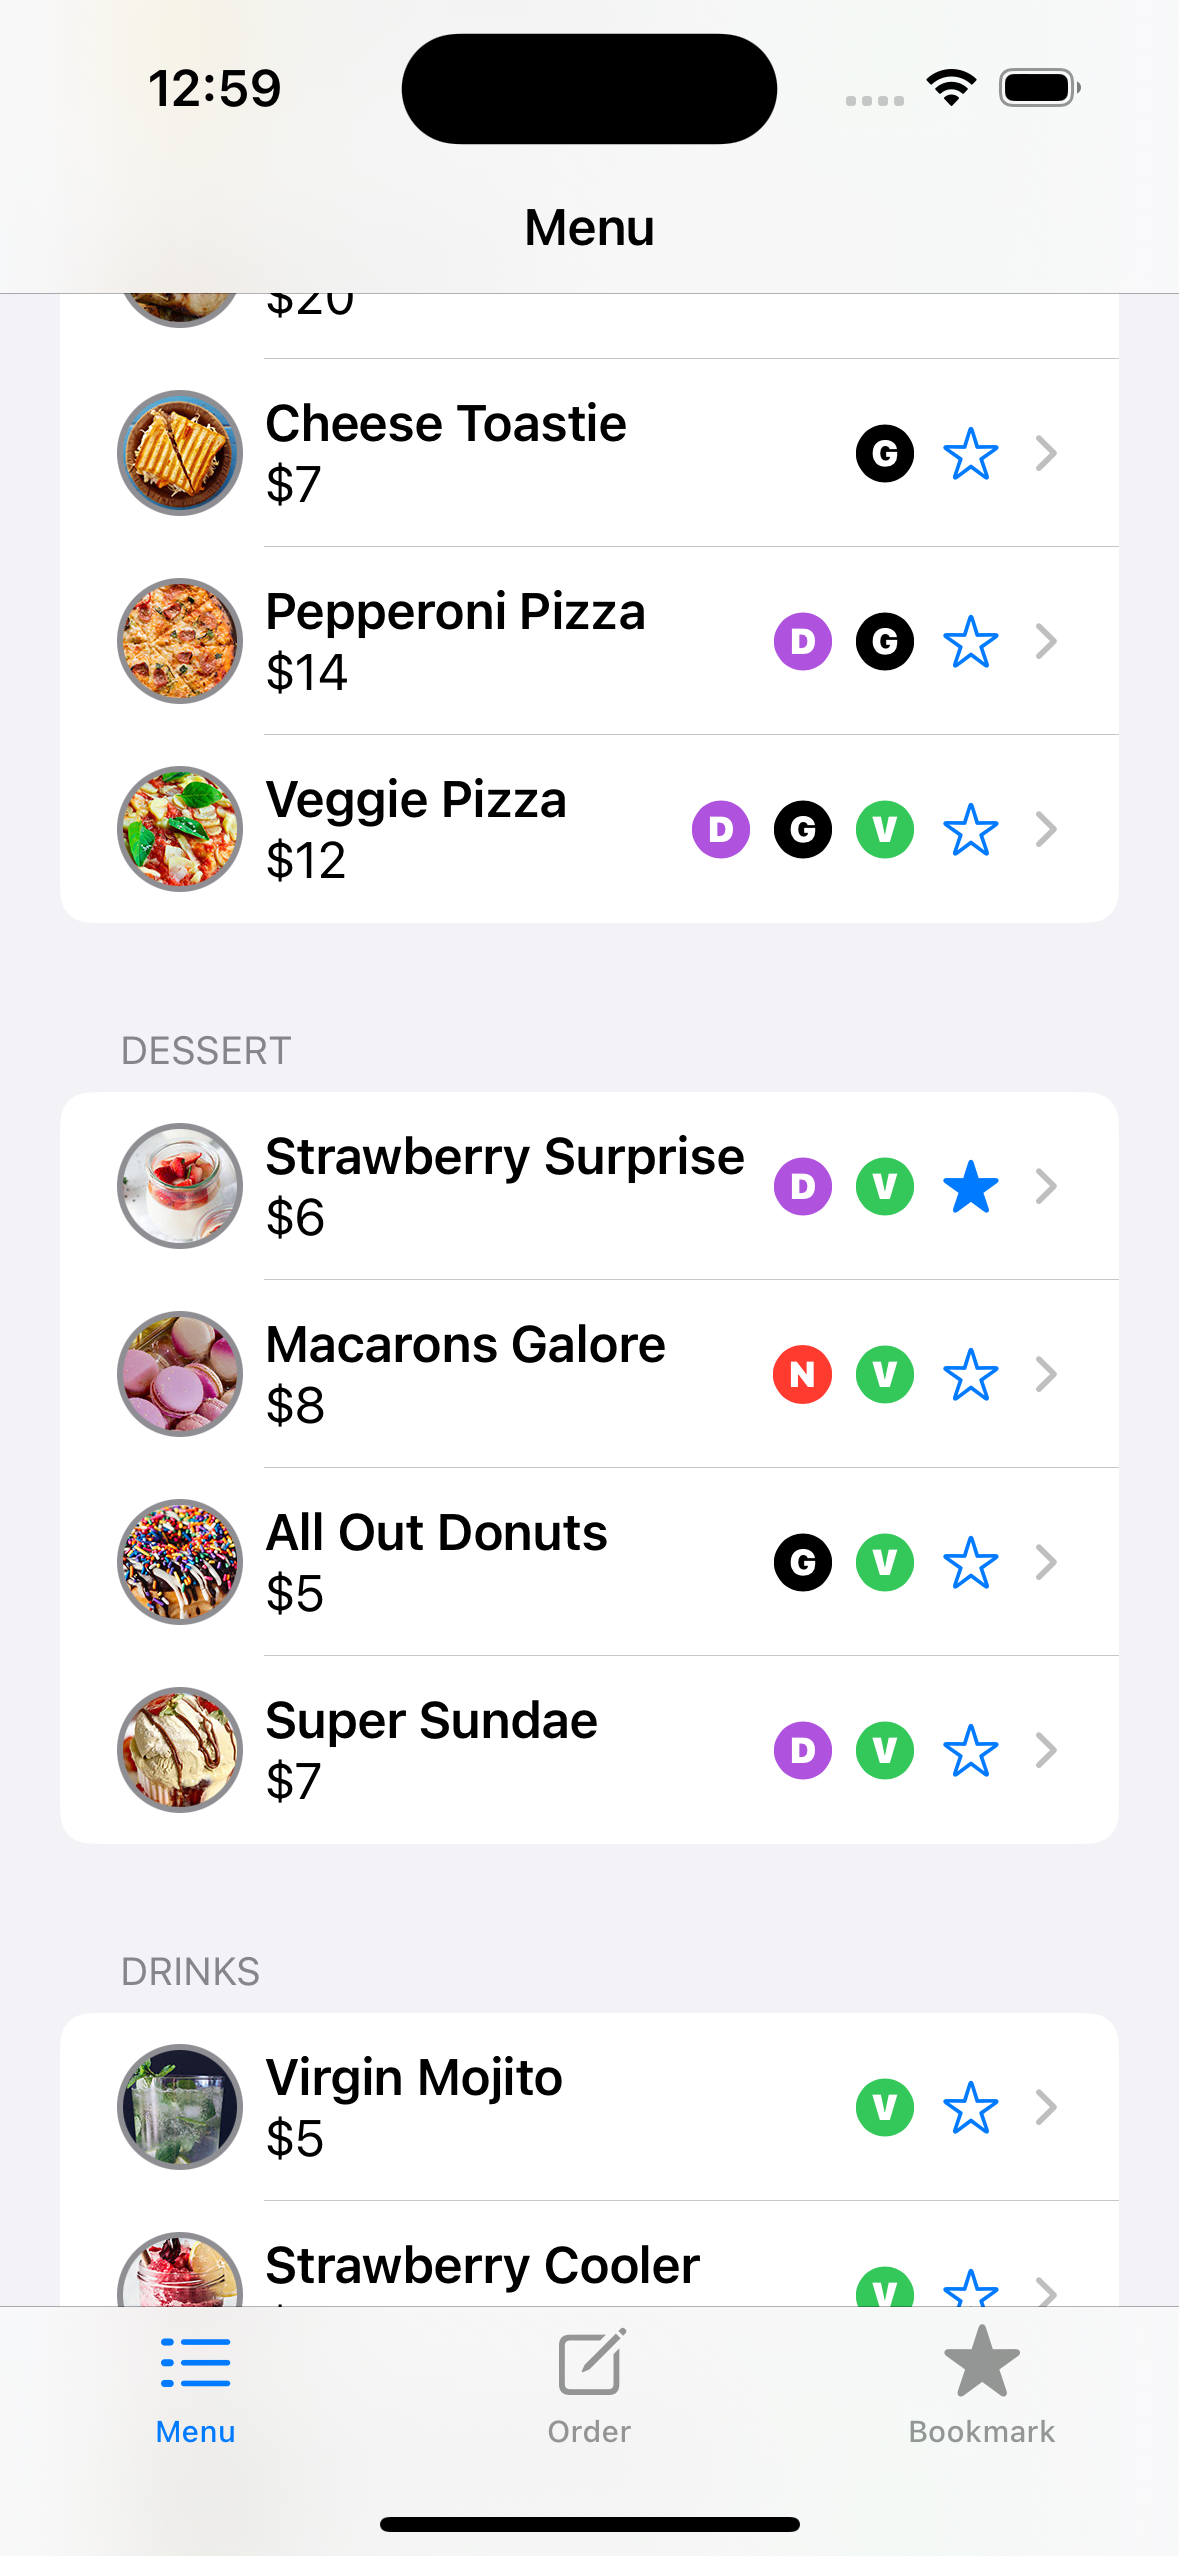 12:59
Menu
$20
Cheese Toastie
G
$7
Pepperoni Pizza
D G
$14
Veggie Pizza
D G V
$12
DESSERT
Strawberry Surprise
D V
$6
Macarons Galore
N V
$8
All Out Donuts
G V
$5
Super Sundae
D V
$7
DRINKS
Virgin Mojito
V
$5
Strawberry Cooler
V
Menu Order Bookmark